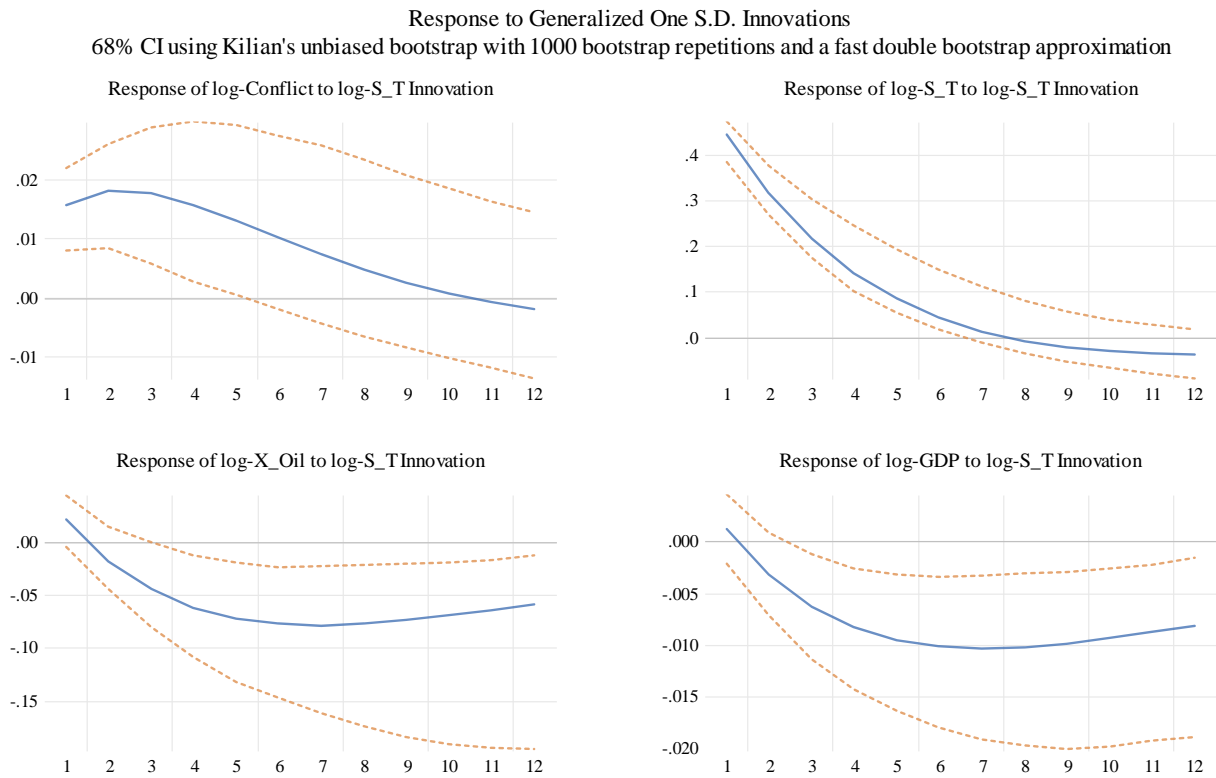 Response to Generalized One S.D. Innovations
68% CI using Kilian's unbiased bootstrap with 1000 bootstrap repetitions and a fast double bootstrap approximation
Response of log-Conflict to log-S_T Innovation
.02
.01
.00
-.01
1 2 3 4 5 6 7 8 9 10 11 12
Response of log-S_T to log-S_T Innovation
.4
.3
.2
.1
.0
1 2 3 4 5 6 7 8 9 10 11 12
Response of log-X_Oil to log-S_T Innovation
.00
-.05
-.10
-.15
1 2 3 4 5 6 7 8 9 10 11 12
Response of log-GDP to log-S_T Innovation
.000
-.005
-.010
-.015
-.020
1 2 3 4 5 6 7 8 9 10 11 12